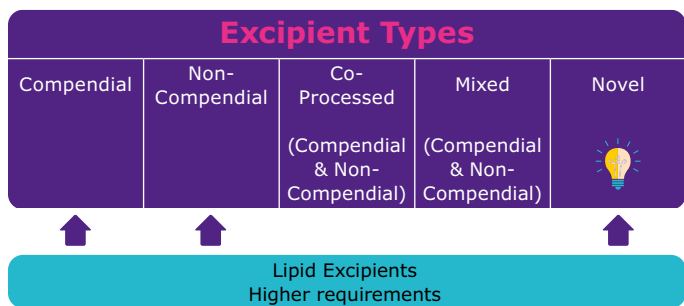 Excipient Types
Compendial
Non-
Compendial
Co-
Processed
(Compendial
& Non-
Compendial)
Mixed
(Compendial
& Non-
Compendial)
Novel
Lipid Excipients
Higher requirements